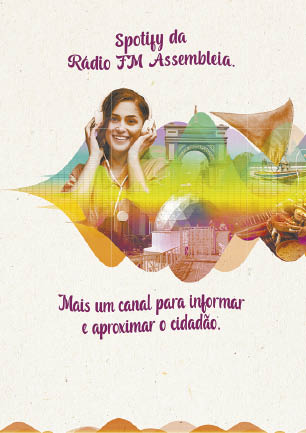 Spotify da
Rádio FM Assembleia.
Mais um canal para informar
e aproximar o cidadão.